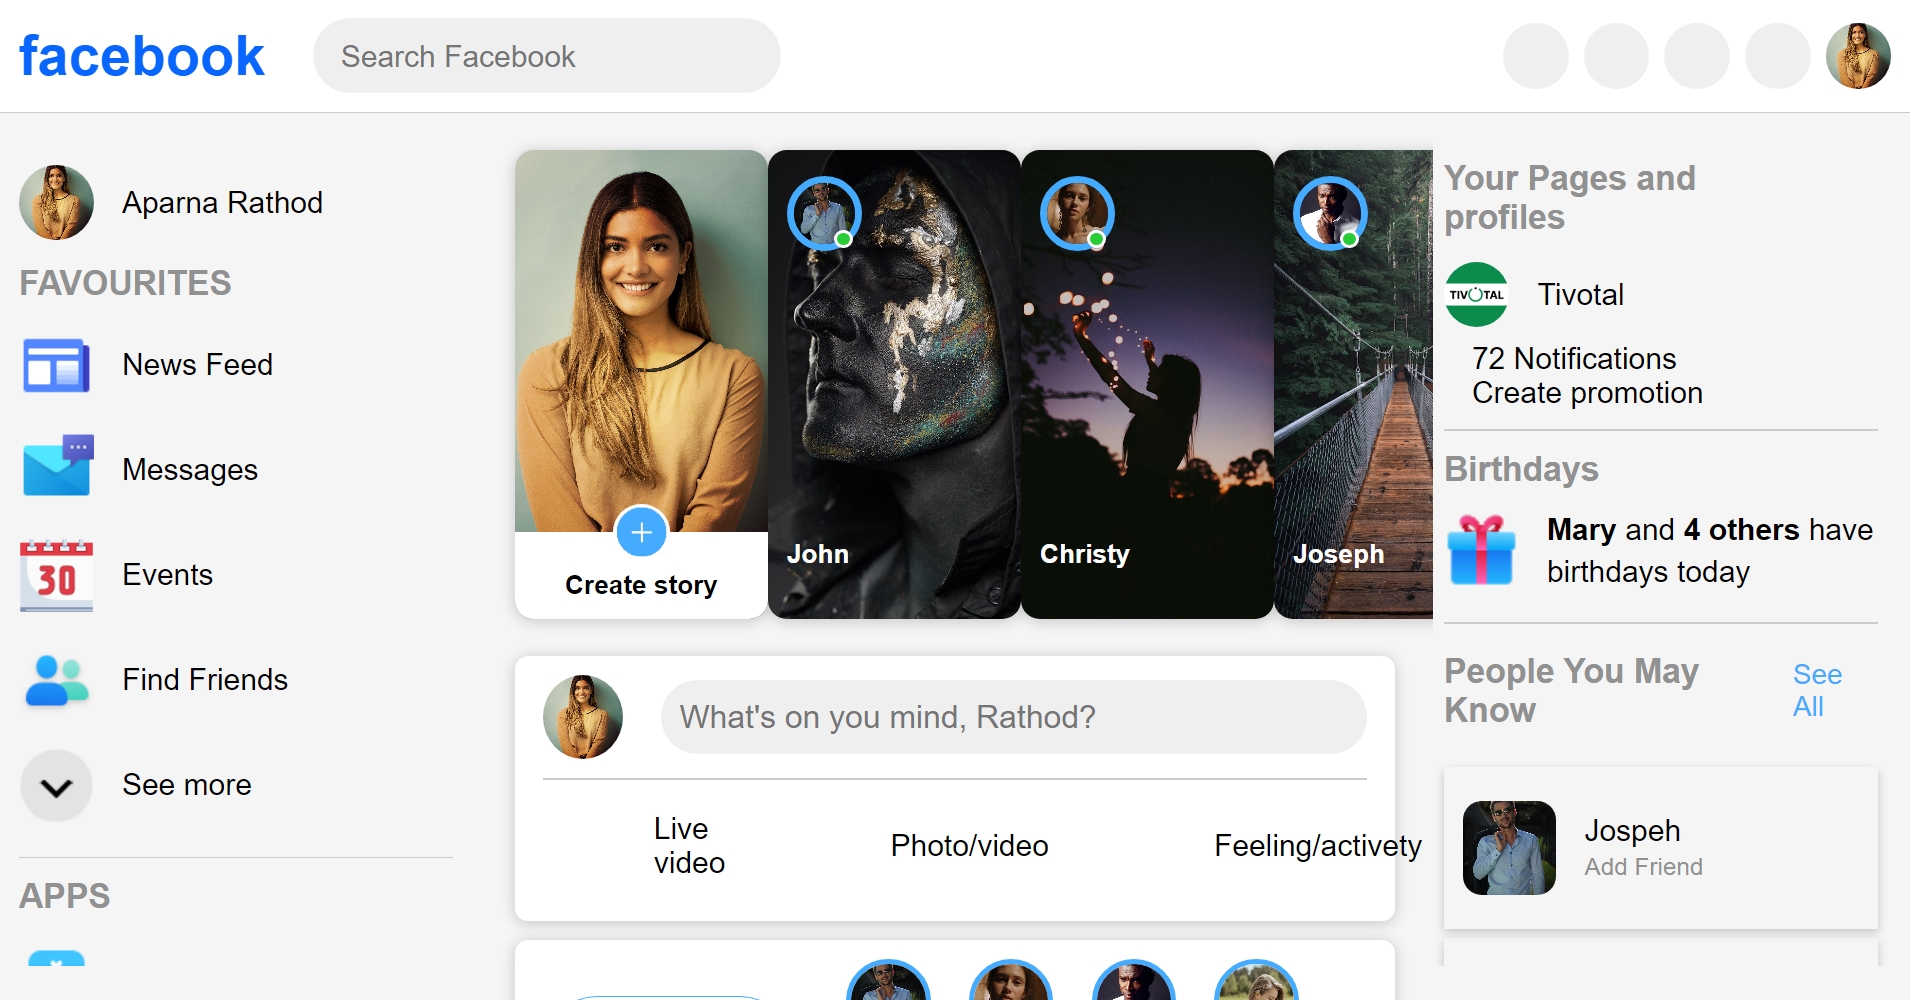 facebook
Search Facebook
Aparna Rathod
FAVOURITES
News Feed
Messages
30
Events
Find Friends
See more
APPS
Create story
John
Christy
Joseph
What's on you mind, Rathod?
Live
video
Photo/video
Feeling/activety
Your Pages and
profiles
TIVOTAL
Tivotal
72 Notifications
Create promotion
Birthdays
Mary and 4 others have
birthdays today
People You May
Know
See
All
Jospeh
Add Friend